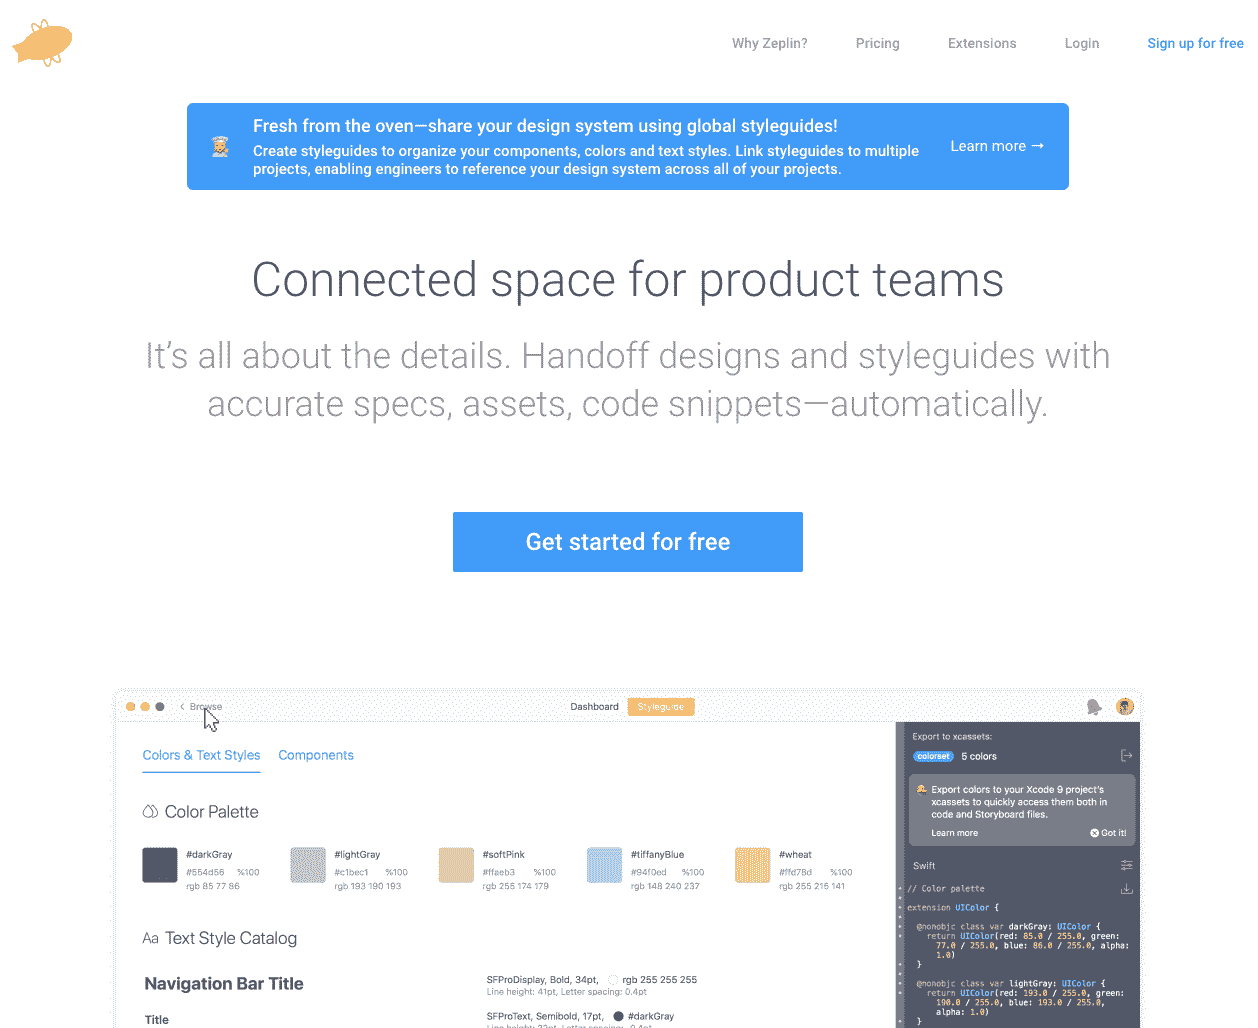 Why Zeplin? Pricing Extensions Login Sign up for free
Fresh from the oven—share your design system using global styleguides!
Create styleguides to organize your components, colors and text styles. Link styleguides to multiple
projects, enabling engineers to reference your design system across all of your projects.
Learn more →
Connected space for product teams
It's all about the details. Handoff designs and styleguides with
accurate specs, assets, code snippets—automatically.
Get started for free
< Browse
Dashboard Styleguide
Colors & Text Styles Components
Color Palette
#darkGray
#554d56 %100
rgb 85 77 86
#lightGray
#c1bec1 %100
rgb 193 190 193
#softPink
#ffaeb3 %100
rgb 255 174 179
#tiffanyBlue
#94f0ed %100
rgb 148 240 237
#wheat
#ffd78d %100
rgb 255 215 141
Aa Text Style Catalog
Navigation Bar Title
SFProDisplay, Bold, 34pt, rgb 255 255 255
Line height: 41pt, Letter spacing: 0.4pt
Title
SFProText, Semibold, 17pt, #darkGray
Line height: 22pt, Letter spacing: -0.4pt
Export to xcassets:
colorset 5 colors
Export colors to your Xcode 9 project's
xcassets to quickly access them both in
code and Storyboard files.
Learn more Got it!
Swift
// Color palette
extension UIColor {
@nonobjc class var darkGray: UIColor {
return UIColor(red: 85.0 / 255.0, green:
77.0 / 255.0, blue: 86.0 / 255.0, alpha:
1.0)
}
@nonobjc class var lightGray: UIColor {
return UIColor(red: 193.0 / 255.0, green:
190.0 / 255.0, blue: 193.0 / 255.0,
alpha: 1.0)
}